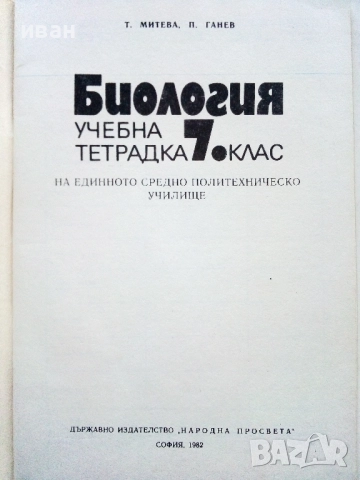 иван
Т. МИТЕВА, П. ГАНЕВ
Биология
УЧЕБНА
ТЕТРАДКА 7. КЛАС
НА ЕДИННОТО СРЕДНО ПОЛИТЕХНИЧЕСКО
УЧИЛИЩЕ
ДЪРЖАВНО ИЗДАТЕЛСТВО „НАРОДНА ПРОСВЕТА"
СОФИЯ, 1982
BAZAR